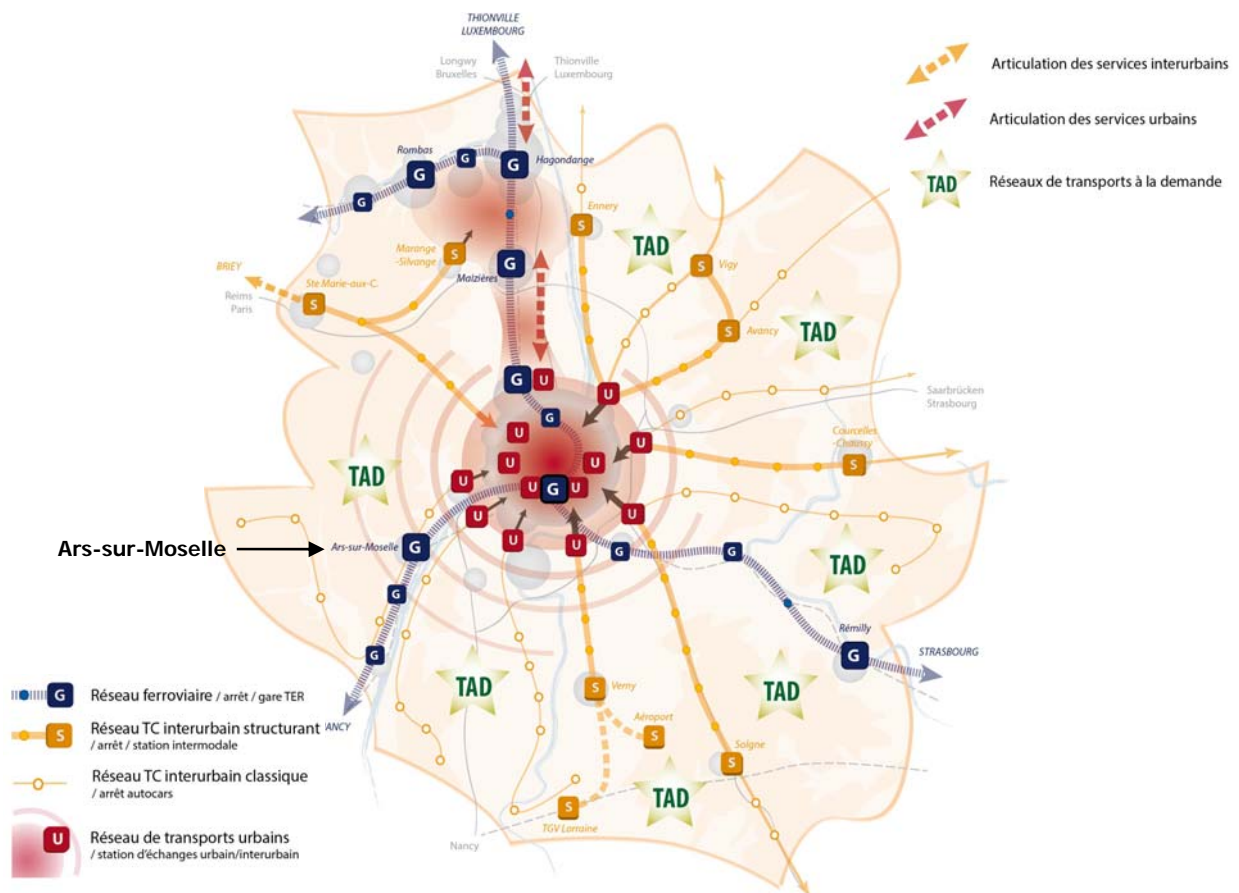 THIONVILLE
LUXEMBOURG
Longwy
Bruxelles
Thionville
Luxembourg
Articulation des services interurbains
Articulation des services urbains
TAD
Réseaux de transports à la demande
Rombas
G
G
G
Hagondange
G
Ennery
S
TAD
Marange
-Silvange
S
Maizières
G
S
Vigy
BRIEY
Ste Marie-aux-C.
Reims
Paris
S
S
Avancy
TAD
G
U
U
G
Saarbrücken
Strasbourg
U
U
Courcelles
-Chaussy
S
TAD
U
U
U
U
G
U
U
U
Ars-sur-Moselle
Ars-sur-Moselle
G
U
U
G
G
TAD
G
G
Rémilly
G
STRASBOURG
TAD
Verny
S
TAD
Aéroport
S
Solgne
S
TAD
S
TGV Lorraine
Nancy
G
Réseau ferroviaire / arrêt / gare TER
NANCY
S
Réseau TC interurbain structurant
/ arrêt / station intermodale
Réseau TC interurbain classique
/ arrêt autocars
U
Réseau de transports urbains
/ station d'échanges urbain/interurbain